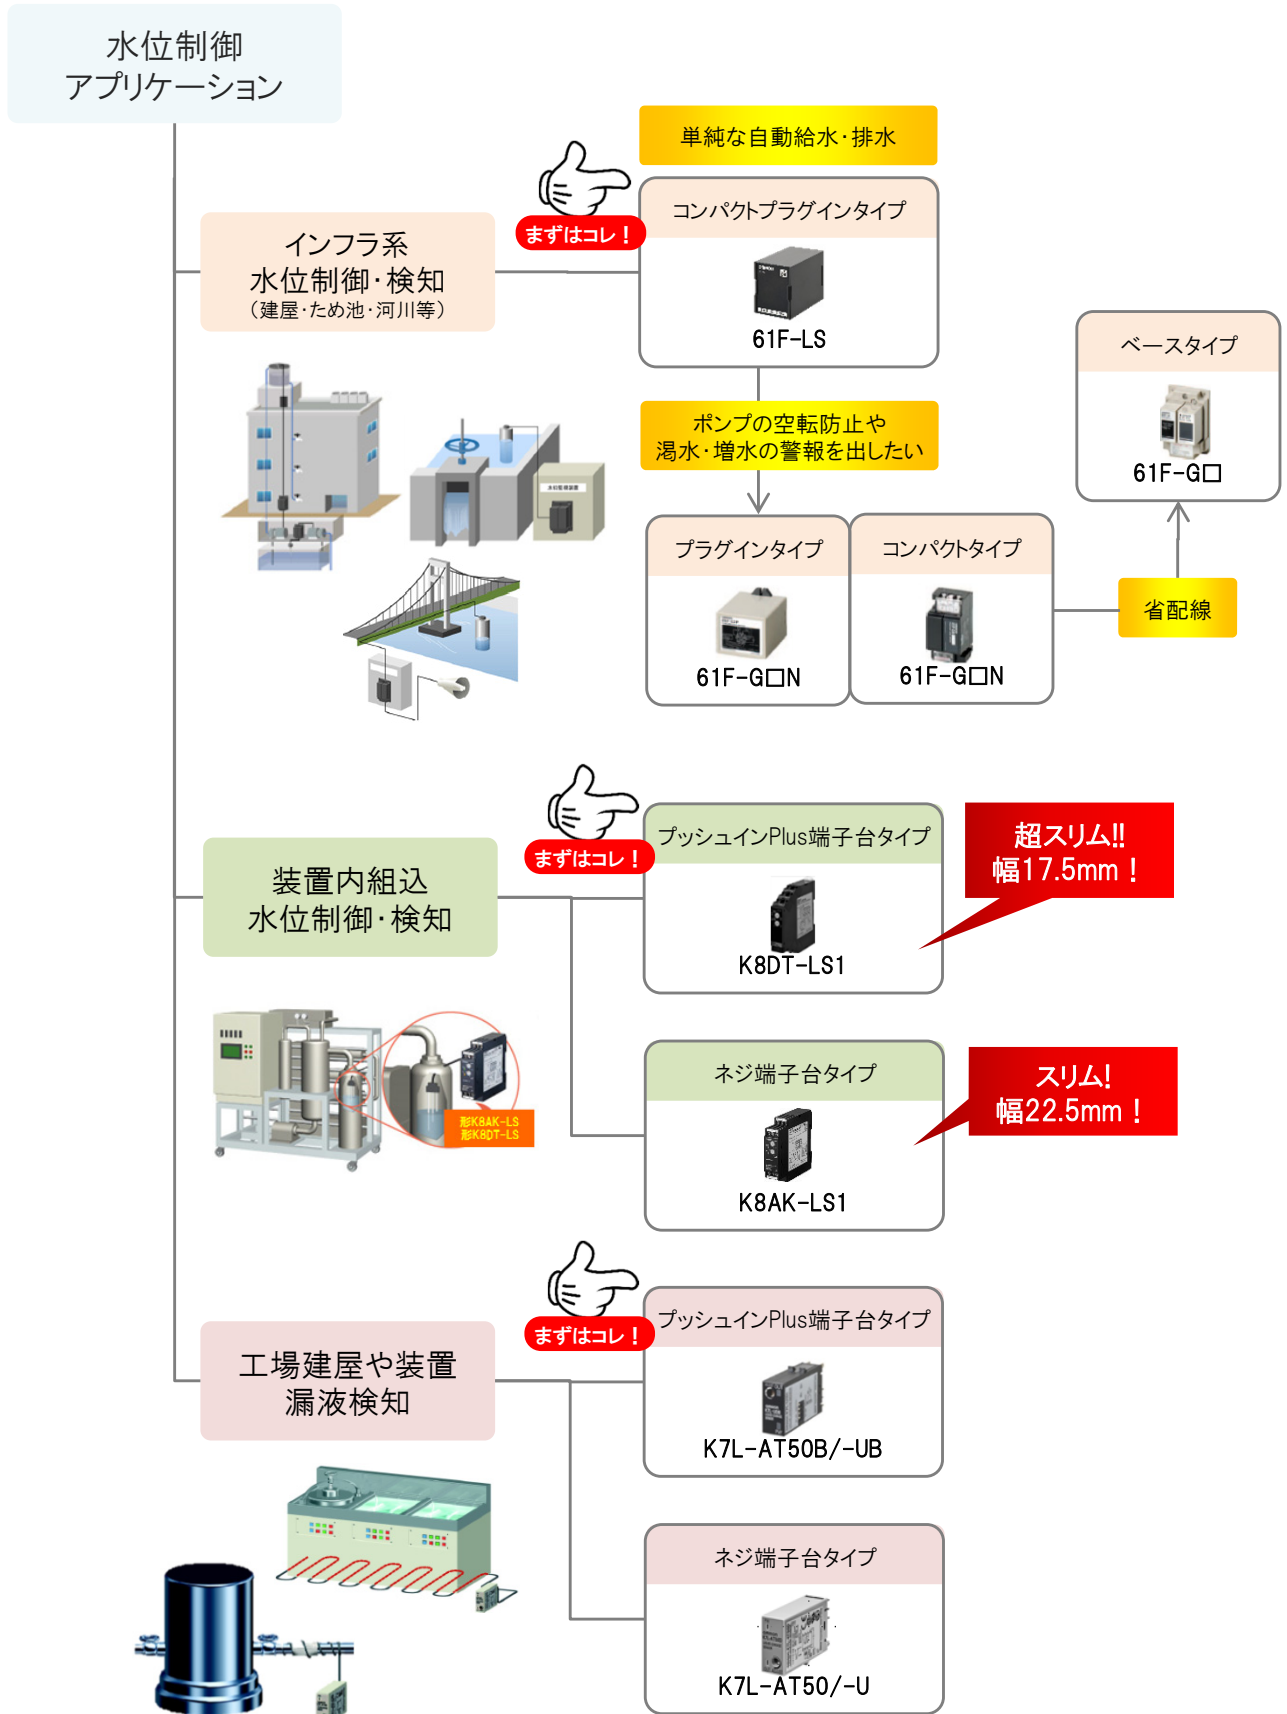 水位制御
アプリケーション
単純な自動給水・排水
まずはコレ！
コンパクトプラグインタイプ
61F-LS
インフラ系
水位制御・検知
（建屋・ため池・河川等）
ポンプの空転防止や
渇水・増水の警報を出したい
ベースタイプ
61F-G□
プラグインタイプ
61F-G□N
コンパクトタイプ
61F-G□N
省配線
まずはコレ！
プッシュインPlus端子台タイプ
K8DT-LS1
超スリム!!
幅17.5mm！
装置内組込
水位制御・検知
形K8AK-LS
形K8DT-LS
ネジ端子台タイプ
K8AK-LS1
スリム!
幅22.5mm！
まずはコレ！
プッシュインPlus端子台タイプ
K7L-AT50B/-UB
工場建屋や装置
漏液検知
ネジ端子台タイプ
K7L-AT50/-U